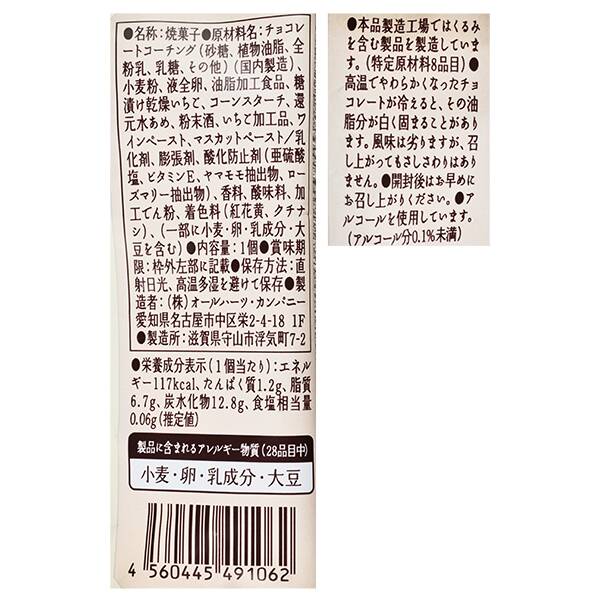 ●名称：焼菓子●原材料名：チョコレ
ートコーチング（砂糖、植物油脂、全
粉乳、乳糖、その他）（国内製造）、
小麦粉、液全卵、油脂加工食品、糖
漬け乾燥いちご、コーンスターチ、還
元水あめ、粉末酒、いちご加工品、ワ
インペースト、マスカットペースト／乳
化剤、膨張剤、酸化防止剤（亜硫酸
塩、ビタミンE、ヤマモモ抽出物、ロー
ズマリー抽出物）、香料、酸味料、加
工でん粉、着色料（紅花黄、クチナ
シ）、（一部に小麦・卵・乳成分・大
豆を含む）●内容量：1個●賞味期
限：枠外左部に記載●保存方法：直
射日光、高温多湿を避けて保存●製
造者：（株）オールハーツ・カンパニー
愛知県名古屋市中区栄2-4-18 1F
●製造所：滋賀県守山市浮気町7-2
●栄養成分表示（1個当たり）：エネル
ギー117kcal、たんぱく質1.2g、脂質
6.7g、炭水化物12.8g、食塩相当量
0.06g（推定値）
製品に含まれるアレルギー物質（28品目中）
小麦・卵・乳成分・大豆
4 560445 491062
●本品製造工場ではくるみ
を含む製品を製造していま
す。（特定原材料8品目）●
高温でやわらかくなったチョ
コレートが冷えると、その油
脂分が白く固まることがあり
ます。風味は劣りますが、召
し上がってもさしさわりはあり
ません。●開封後はお早めに
お召し上がりください。●ア
ルコールを使用しています。
（アルコール分0.1％未満）